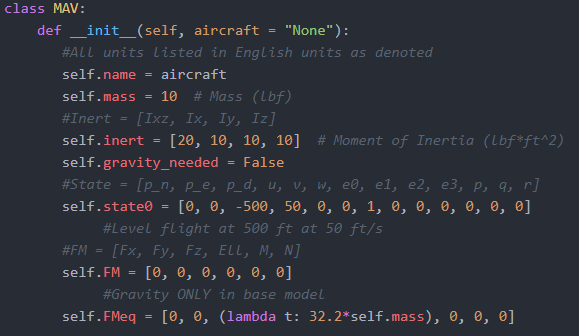 class MAV:
    def __init__(self, aircraft = "None"):
        #All units listed in English units as denoted
        self.name = aircraft
        self.mass = 10  # Mass (lbf)
        #Inert = [Ixz, Ix, Iy, Iz]
        self.inert = [20, 10, 10, 10]  # Moment of Inertia (lbf*ft^2)
        self.gravity_needed = False
        #State = [p_n, p_e, p_d, u, v, w, e0, e1, e2, e3, p, q, r]
        self.state0 = [0, 0, -500, 50, 0, 0, 1, 0, 0, 0, 0, 0, 0]
            #Level flight at 500 ft at 50 ft/s
        #FM = [Fx, Fy, Fz, Ell, M, N]
        self.FM = [0, 0, 0, 0, 0, 0]
            #Gravity ONLY in base model
        self.FMeq = [0, 0, (lambda t: 32.2*self.mass), 0, 0, 0]